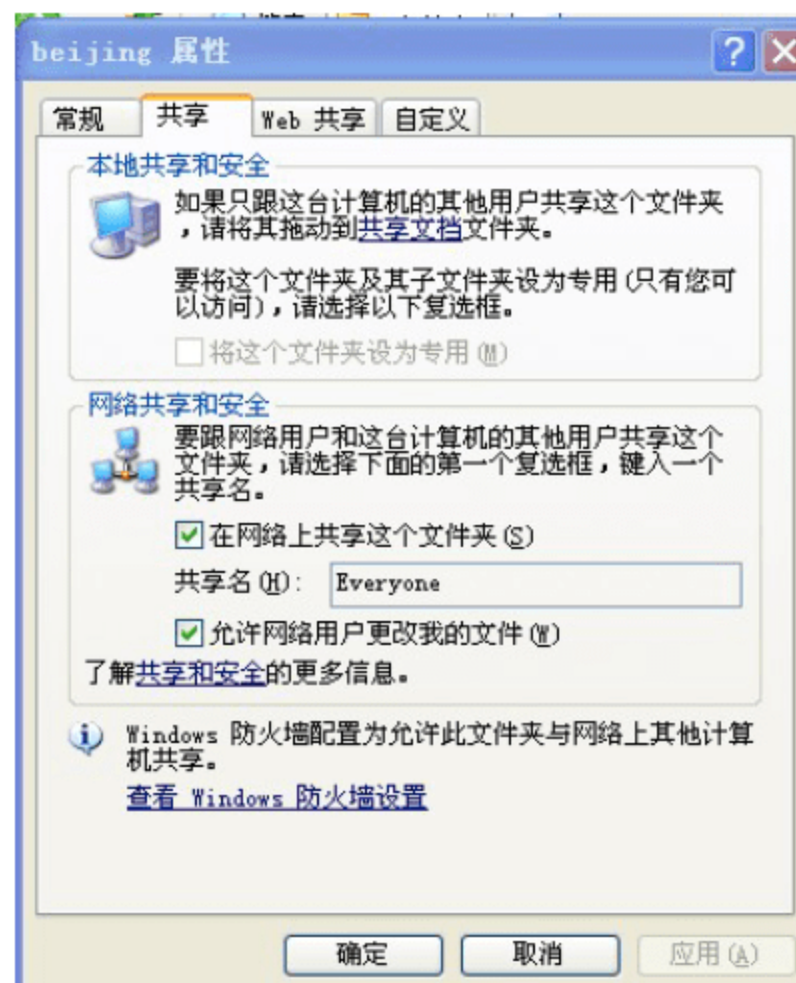 beijing 属性
常规 共享 Web 共享 自定义
本地共享和安全
如果只跟这台计算机的其他用户共享这个文件夹
，请将其拖动到共享文档文件夹。
要将这个文件夹及其子文件夹设为专用(只有您可
以访问)，请选择以下复选框。
将这个文件夹设为专用(M)
网络共享和安全
要跟网络用户和这台计算机的其他用户共享这个
文件夹，请选择下面的第一个复选框，键入一个
共享名。
在网络上共享这个文件夹(S)
共享名(H): Everyone
允许网络用户更改我的文件(W)
了解共享和安全的更多信息。
Windows 防火墙配置为允许此文件夹与网络上其他计算
机共享。
查看 Windows 防火墙设置
确定 取消 应用(A)